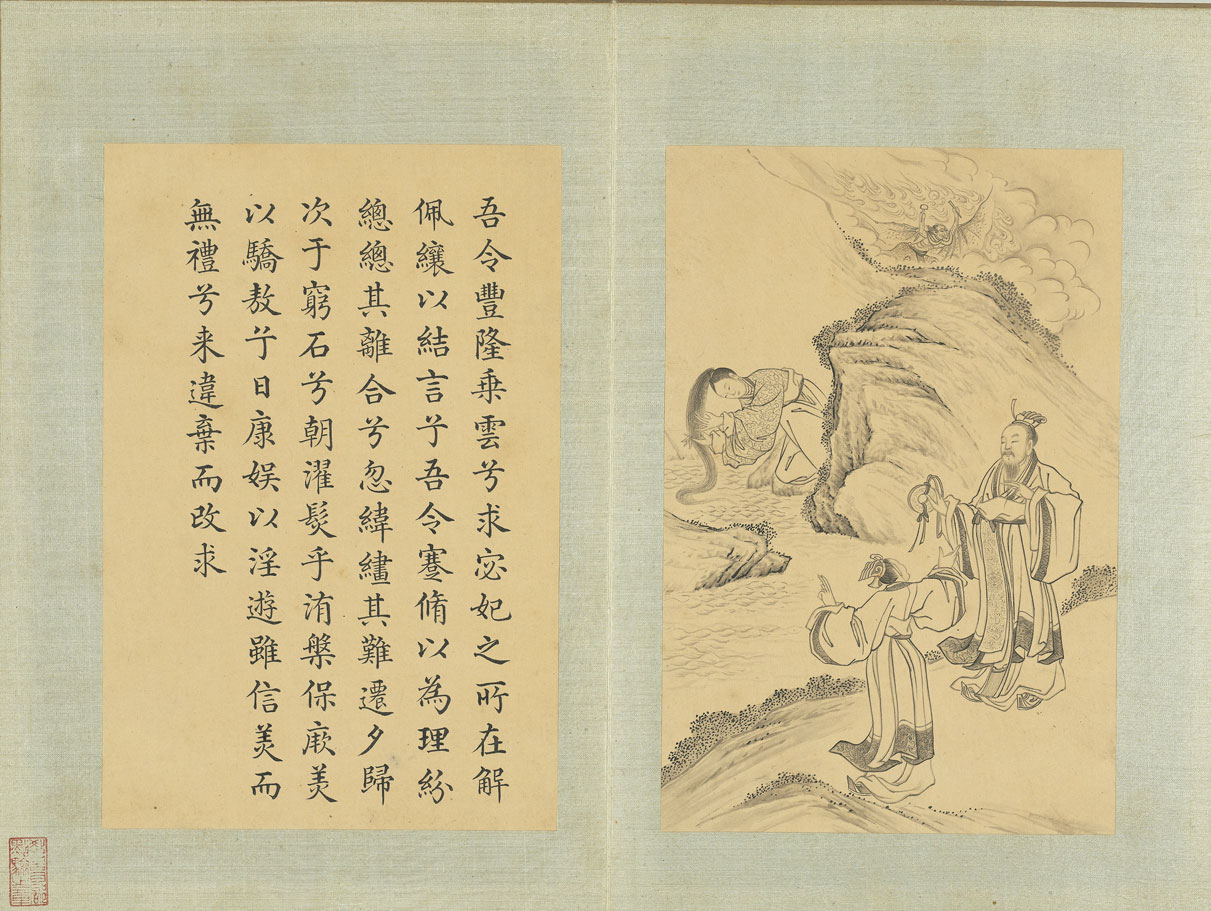 吾令豐隆乗雲兮求宓妃之所在解
佩纕以結言兮吾令蹇脩以為理紛
總總其離合兮忽緯繣其難遷夕歸
次于窮石兮朝濯髮乎洧槃保厥美
以驕敖兮日康娱以淫遊雖信美而
無禮兮来違棄而改求